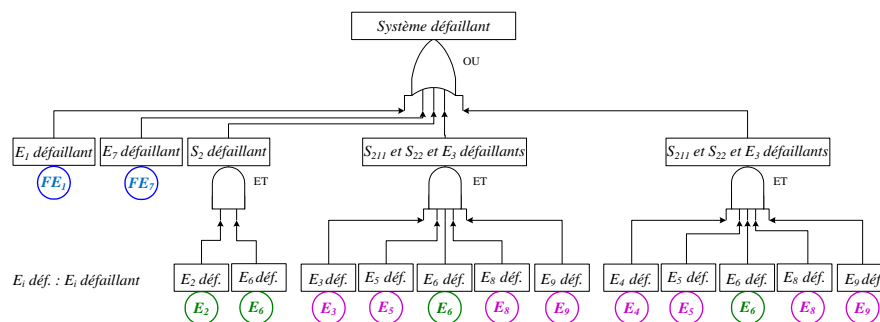 Système défaillant
OU
E1 défaillant E7 défaillant S2 défaillant S211 et S22 et E3 défaillants S211 et S22 et E3 défaillants
FE1 FE7 ET ET ET
Ei déf. : Ei défaillant
E2 déf. E6 déf. E3 déf. E5 déf. E6 déf. E8 déf. E9 déf. E4 déf. E5 déf. E6 déf. E8 déf. E9 déf
E2 E6 E3 E5 E6 E8 E9 E4 E5 E6 E8 E9